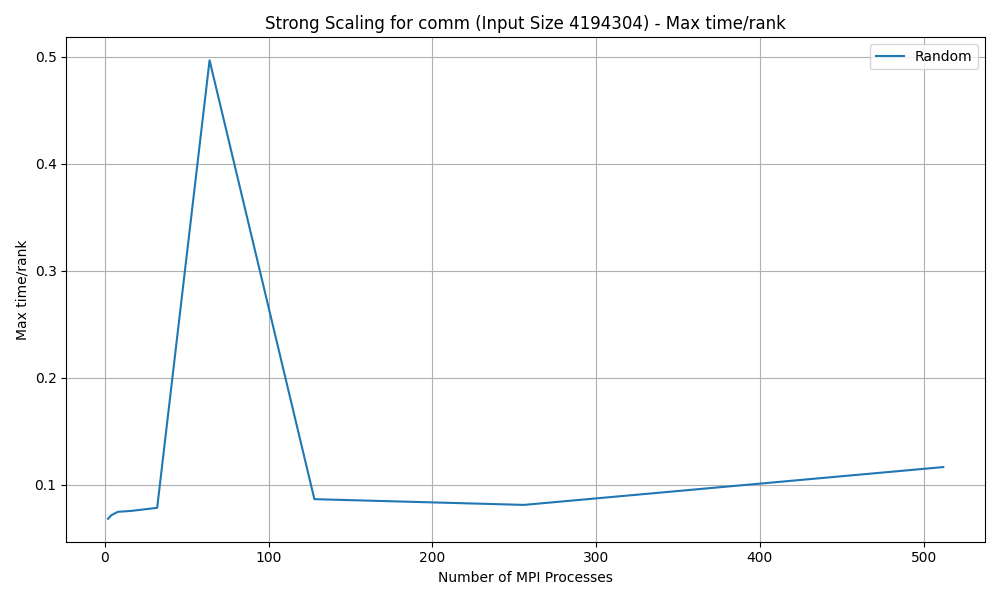 Strong Scaling for comm (Input Size 4194304) - Max time/rank
Random
Max time/rank
0.5
0.4
0.3
0.2
0.1
0 100 200 300 400 500
Number of MPI Processes